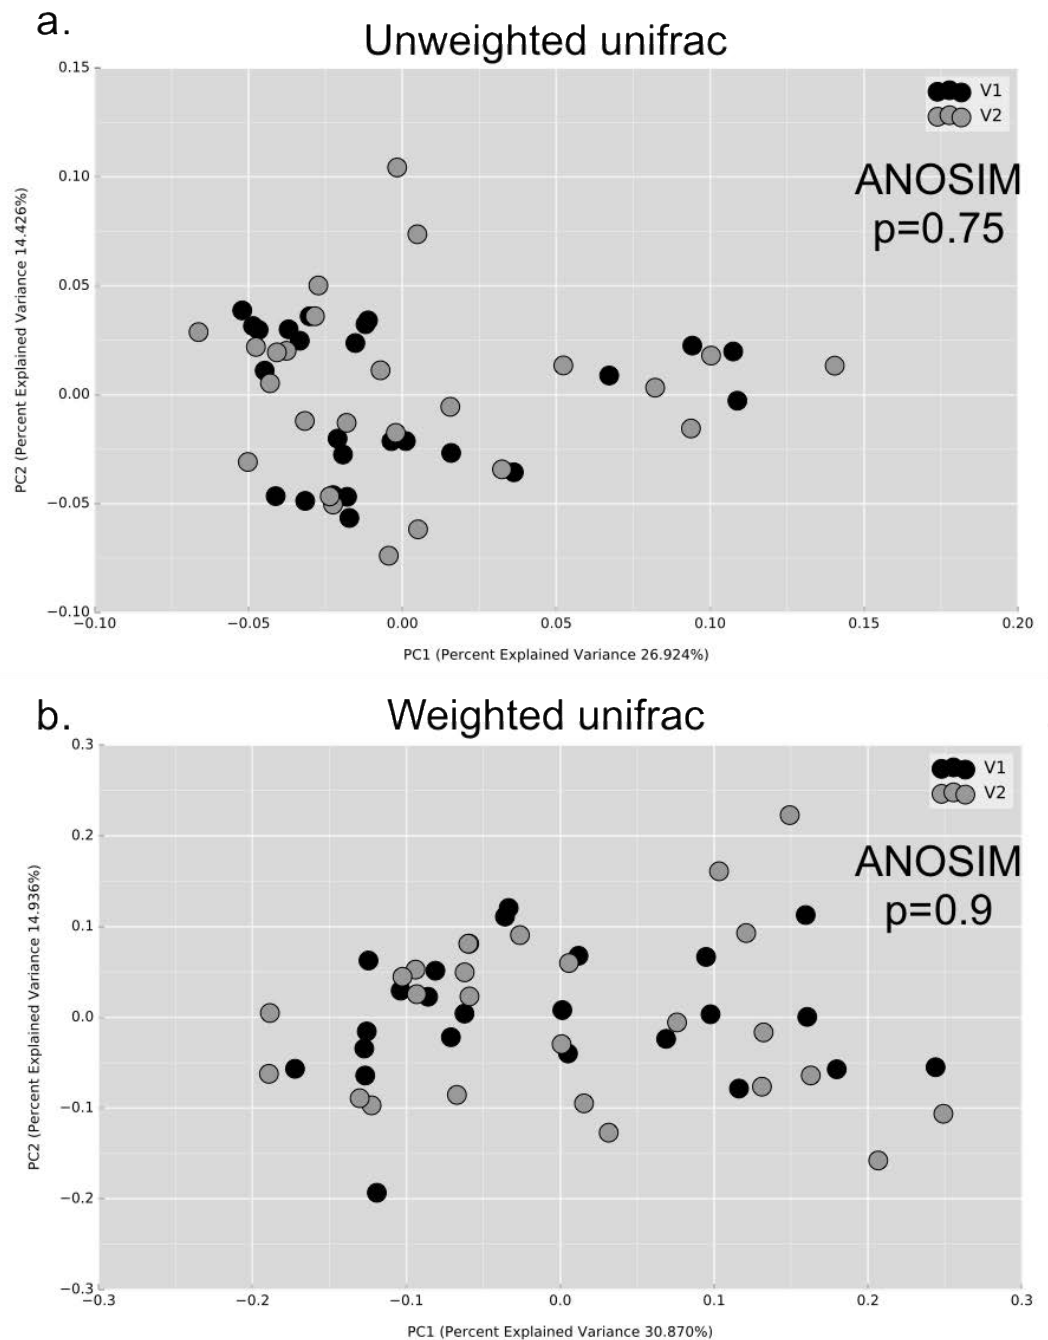 a.
Unweighted unifrac
0.15
V1
V2
0.10
ANOSIM
p=0.75
0.05
0.00
−0.05
−0.10
PC2 (Percent Explained Variance 14.426%)
−0.10 −0.05 0.00 0.05 0.10 0.15 0.20
PC1 (Percent Explained Variance 26.924%)
b.
Weighted unifrac
0.3
V1
V2
0.2
ANOSIM
p=0.9
0.1
0.0
−0.1
−0.2
−0.3
PC2 (Percent Explained Variance 14.936%)
−0.3 −0.2 −0.1 0.0 0.1 0.2 0.3
PC1 (Percent Explained Variance 30.870%)